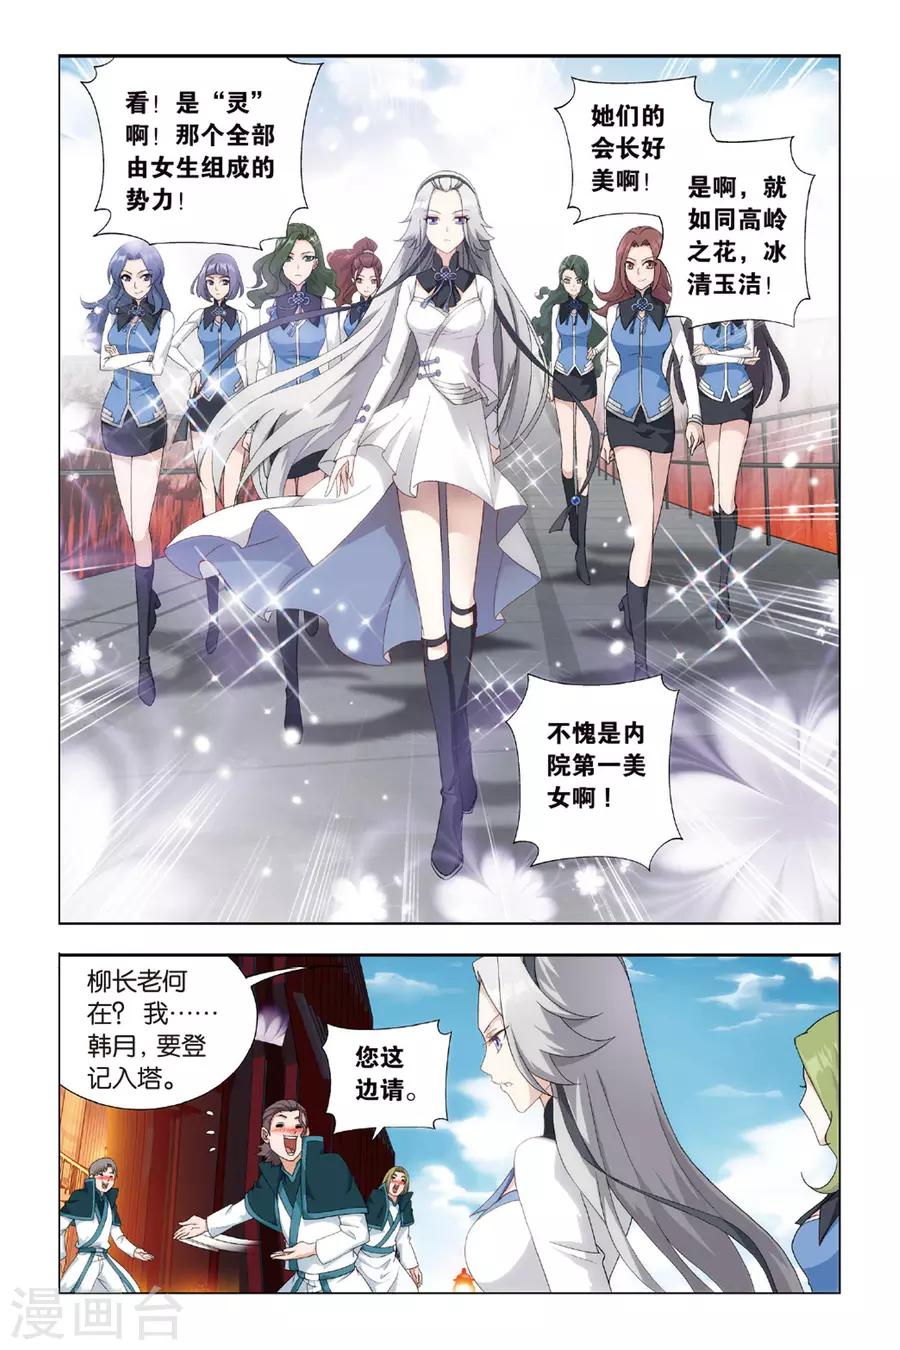 看！是“灵”
啊！那个全部
由女生组成的
势力！
她们的
会长好
美啊！
是啊，就
如同高岭
之花，冰
清玉洁！
不愧是内
院第一美
女啊！
柳长老何
在？我……
韩月，要登
记入塔。
您这
边请。
漫画台